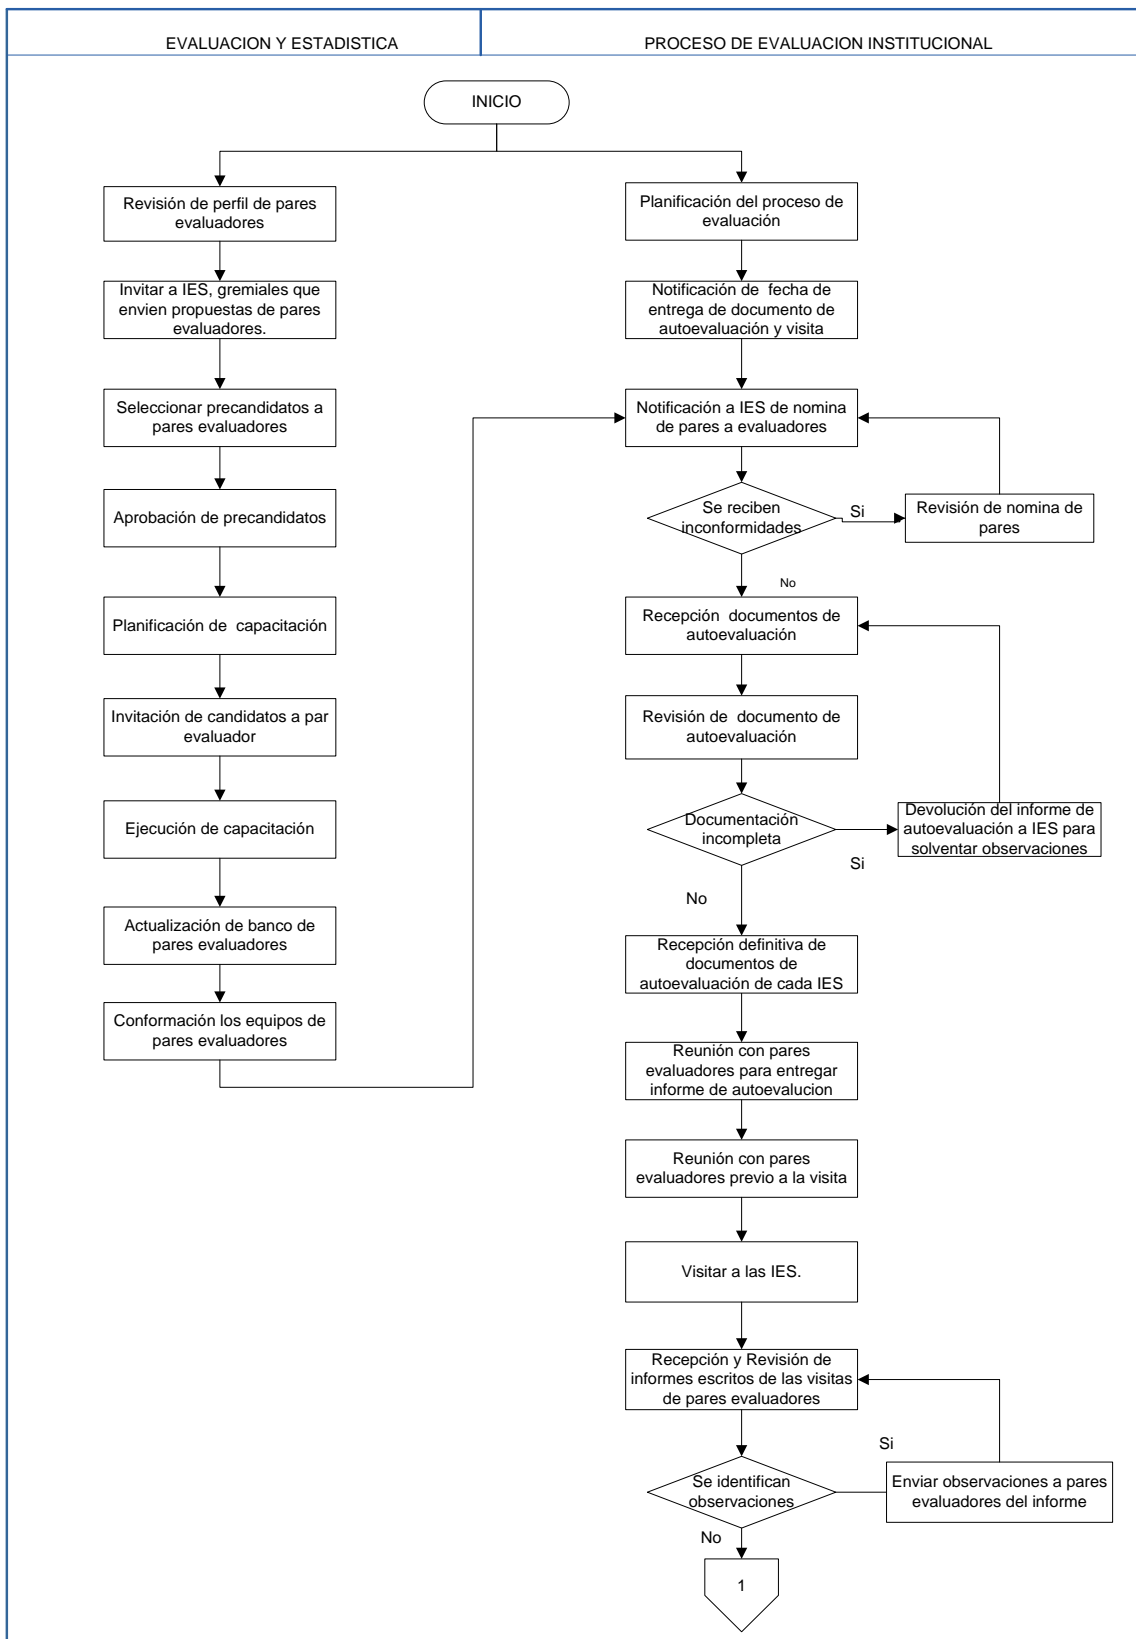 EVALUACION Y ESTADISTICA
PROCESO DE EVALUACION INSTITUCIONAL
INICIO
Revisión de perfil de pares
evaluadores
Invitar a IES, gremiales que
envien propuestas de pares
evaluadores.
Seleccionar precandidatos a
pares evaluadores
Aprobación de precandidatos
Planificación de capacitación
Invitación de candidatos a par
evaluador
Ejecución de capacitación
Actualización de banco de
pares evaluadores
Conformación los equipos de
pares evaluadores
Planificación del proceso de
evaluación
Notificación de fecha de
entrega de documento de
autoevaluación y visita
Notificación a IES de nomina
de pares a evaluadores
Se reciben
inconformidades
Si
Revisión de nomina de
pares
No
Recepción documentos de
autoevaluación
Revisión de documento de
autoevaluación
Documentación
incompleta
Si
Devolución del informe de
autoevaluación a IES para
solventar observaciones
No
Recepción definitiva de
documentos de
autoevaluación de cada IES
Reunión con pares
evaluadores para entregar
informe de autoevalucion
Reunión con pares
evaluadores previo a la visita
Visitar a las IES.
Recepción y Revisión de
informes escritos de las visitas
de pares evaluadores
Se identifican
observaciones
Si
Enviar observaciones a pares
evaluadores del informe
No
1